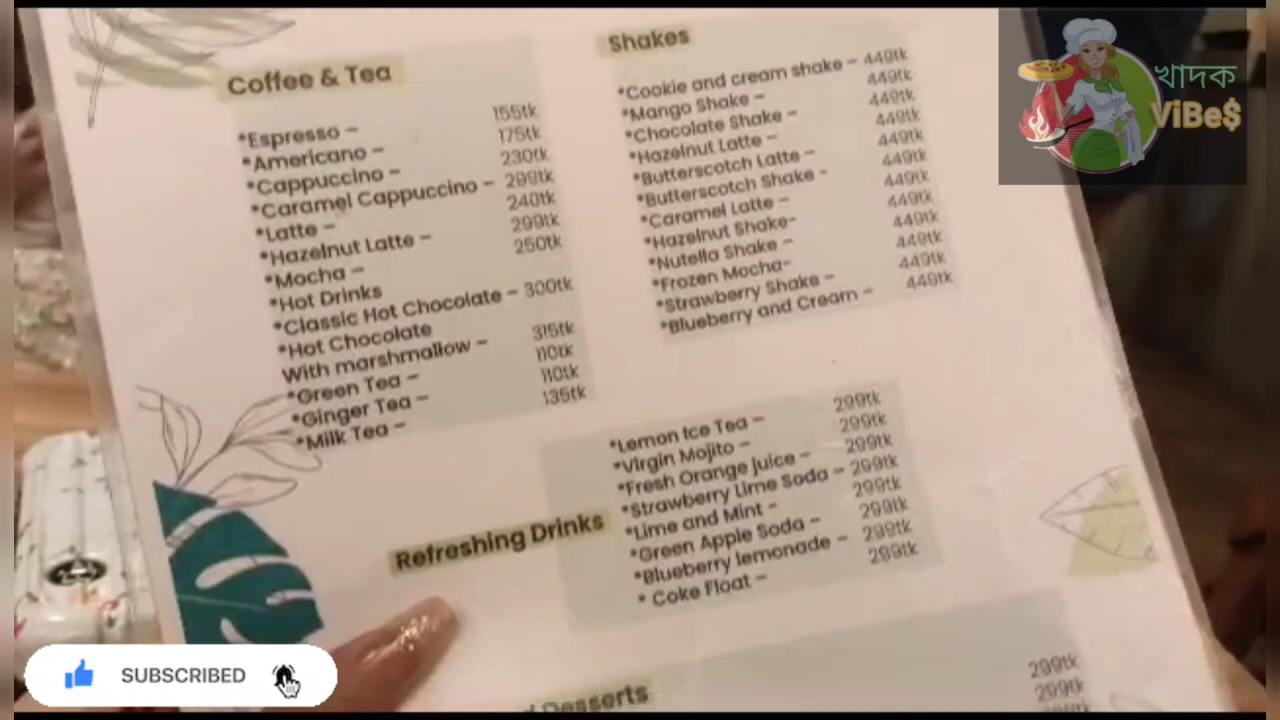 Coffee & Tea
*Espresso – 155tk
*Americano – 175tk
*Cappuccino – 230tk
*Caramel Cappuccino – 299tk
*Latte – 240tk
*Hazelnut Latte – 299tk
*Mocha – 250tk
*Hot Drinks
*Classic Hot Chocolate – 300tk
*Hot Chocolate
With marshmallow – 315tk
*Green Tea – 110tk
*Ginger Tea – 110tk
*Milk Tea – 135tk
Shakes
*Cookie and cream shake – 449tk
*Mango Shake – 449tk
*Chocolate Shake – 449tk
*Hazelnut Latte – 449tk
*Butterscotch Latte – 449tk
*Butterscotch Shake – 449tk
*Caramel Latte – 449tk
*Hazelnut Shake- 449tk
*Nutella Shake – 449tk
*Frozen Mocha- 449tk
*Strawberry Shake – 449tk
*Blueberry and Cream – 449tk
Refreshing Drinks
*Lemon Ice Tea – 299tk
*Virgin Mojito – 299tk
*Fresh Orange juice – 299tk
*Strawberry Lime Soda – 299tk
*Lime and Mint - 299tk
*Green Apple Soda – 299tk
*Blueberry lemonade – 299tk
* Coke Float – 299tk
Desserts
299tk
299tk
খাদক
ViBe$
SUBSCRIBED